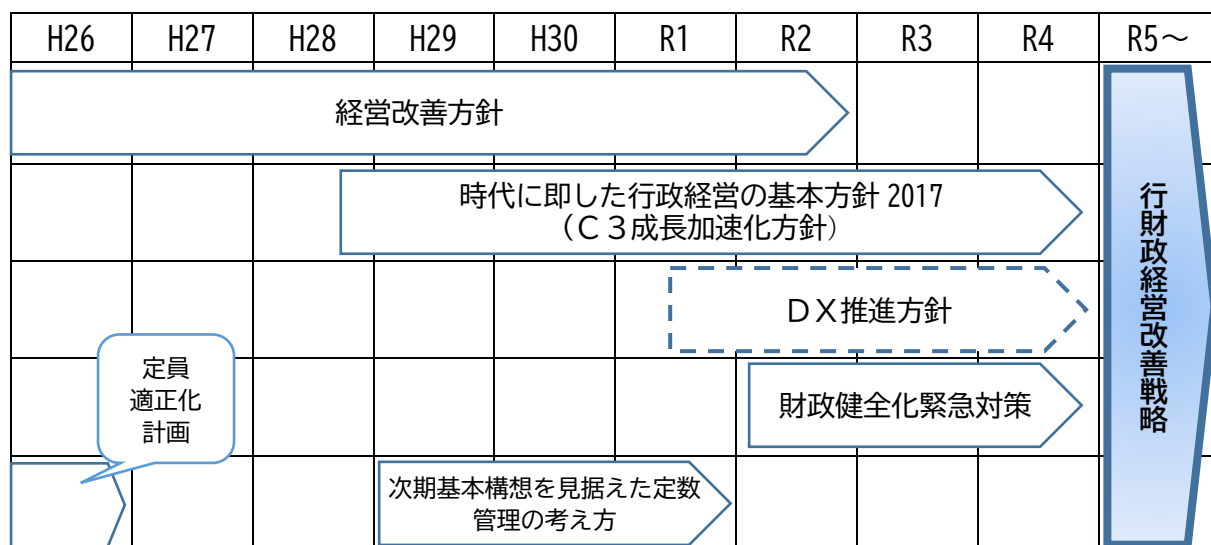 H26 H27 H28 H29 H30 R1 R2 R3 R4 R5～
経営改善方針
時代に即した行政経営の基本方針 2017
（Ｃ３成長加速化方針）
ＤＸ推進方針
財政健全化緊急対策
定員
適正化
計画
次期基本構想を見据えた定数
管理の考え方
行財政経営改善戦略